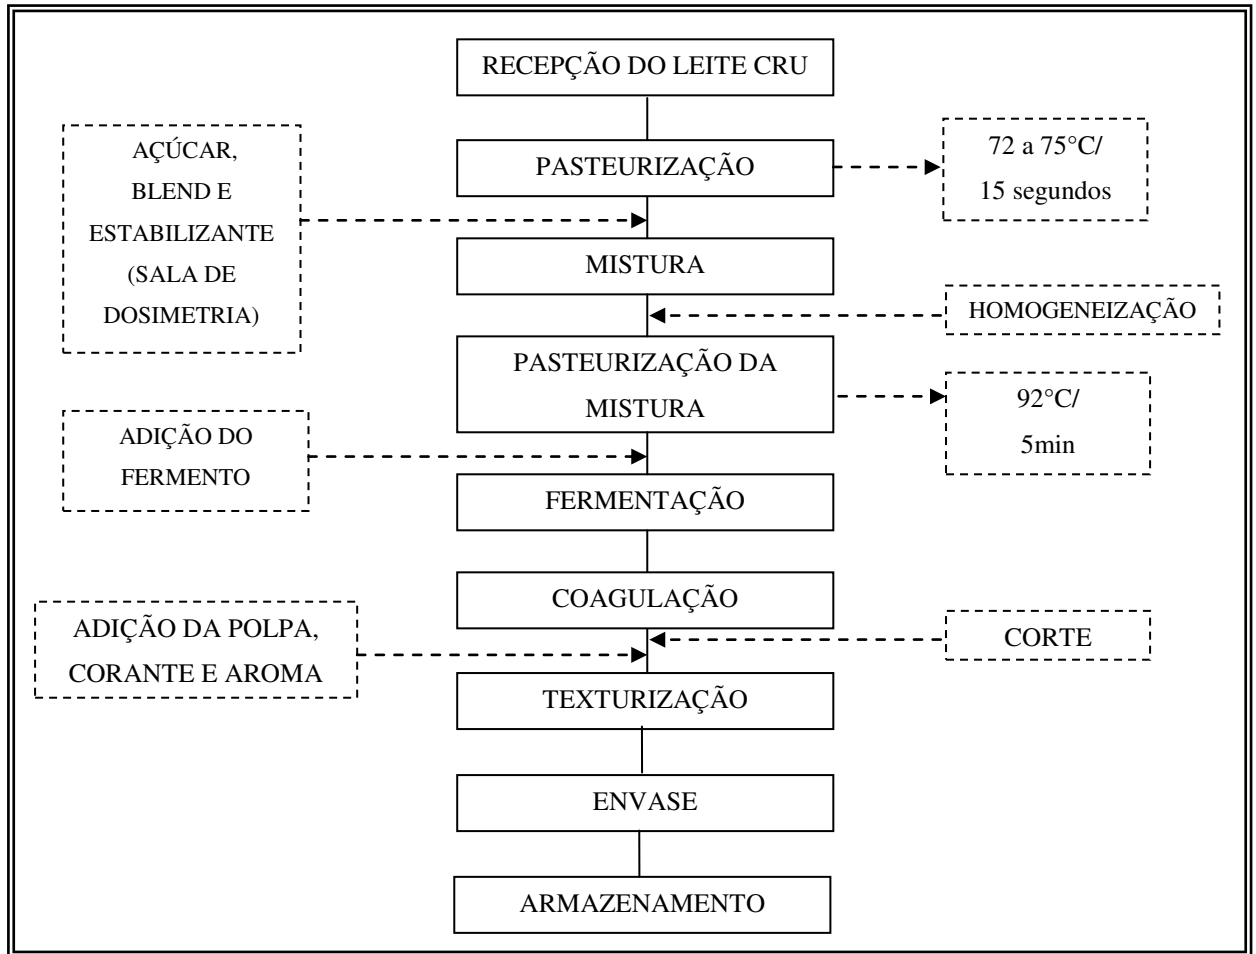 RECEPÇÃO DO LEITE CRU
PASTEURIZAÇÃO
72 a 75°C/
15 segundos
AÇÚCAR,
BLEND E
ESTABILIZANTE
(SALA DE
DOSIMETRIA)
MISTURA
HOMOGENEIZAÇÃO
PASTEURIZAÇÃO DA
MISTURA
92°C/
5min
ADIÇÃO DO
FERMENTO
FERMENTAÇÃO
COAGULAÇÃO
CORTE
ADIÇÃO DA POLPA,
CORANTE E AROMA
TEXTURIZAÇÃO
ENVASE
ARMAZENAMENTO